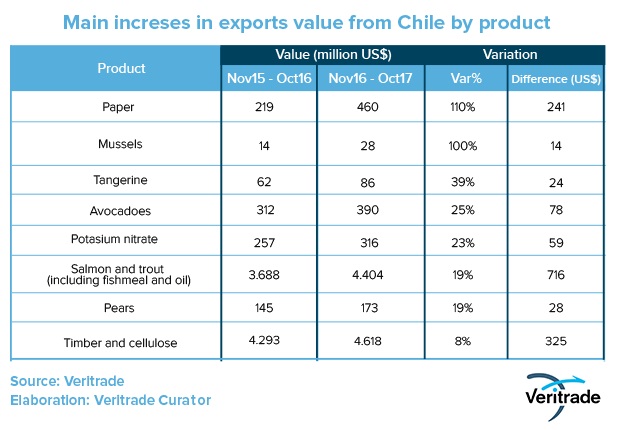 Main increses in exports value from Chile by product
Product
Value (million US$)
Variation
Nov15 - Oct16
Nov16 - Oct17
Var%
Difference (US$)
Paper 219 460 110% 241
Mussels 14 28 100% 14
Tangerine 62 86 39% 24
Avocadoes 312 390 25% 78
Potasium nitrate 257 316 23% 59
Salmon and trout
(including fishmeal and oil) 3.688 4.404 19% 716
Pears 145 173 19% 28
Timber and cellulose 4.293 4.618 8% 325
Source: Veritrade
Elaboration: Veritrade Curator
Veritrade